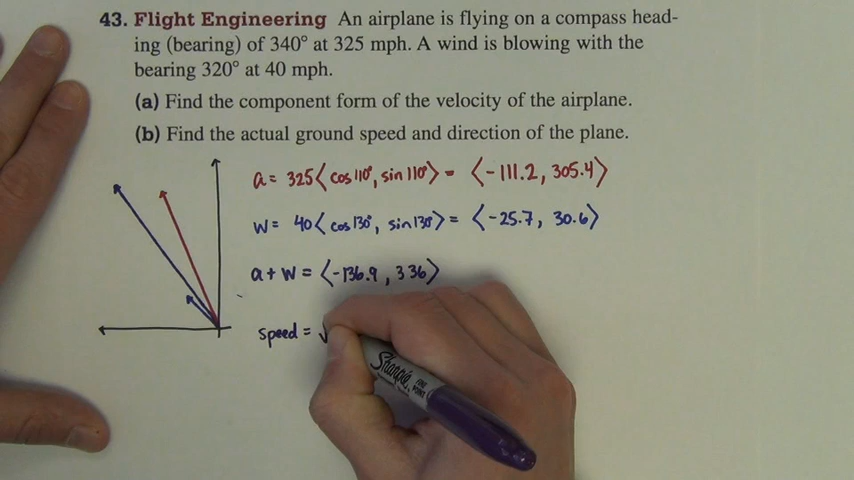 43. Flight Engineering An airplane is flying on a compass head-
ing (bearing) of 340° at 325 mph. A wind is blowing with the
bearing 320° at 40 mph.
(a) Find the component form of the velocity of the airplane.
(b) Find the actual ground speed and direction of the plane.
a = 325⟨cos 110°, sin 110°⟩ = ⟨-111.2, 305.4⟩
w = 40⟨cos 130°, sin 130°⟩ = ⟨-25.7, 30.6⟩
a + w = ⟨-136.9, 336⟩
speed = √
Sharpie FINE POINT